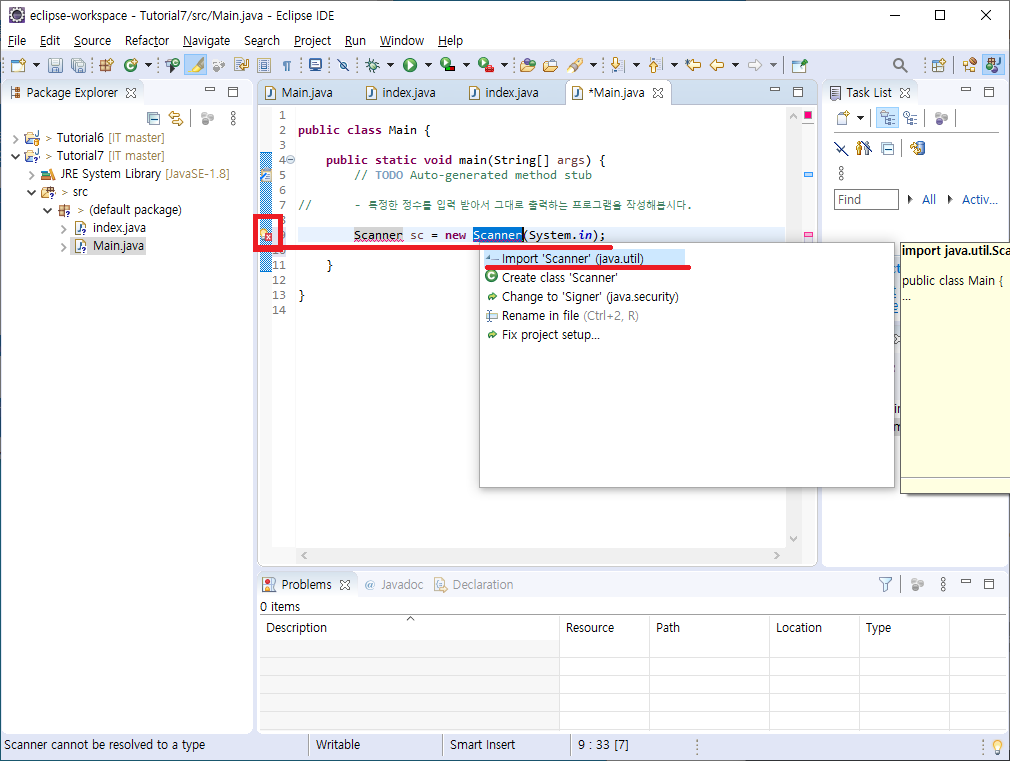 eclipse-workspace - Tutorial7/src/Main.java - Eclipse IDE
File Edit Source Refactor Navigate Search Project Run Window Help
Package Explorer
Tutorial6 [IT master]
Tutorial7 [IT master]
JRE System Library [JavaSE-1.8]
> src
> (default package)
index.java
Main.java
Main.java index.java index.java *Main.java
1
2 public class Main {
3
4 public static void main(String[] args) {
5 // TODO Auto-generated method stub
6
7 // - 특정한 정수를 입력 받아서 그대로 출력하는 프로그램을 작성해봅시다.
Scanner sc = new Scanner(System.in);
11 }
12
13 }
14
Import 'Scanner' (java.util)
Create class 'Scanner'
Change to 'Signer' (java.security)
Rename in file (Ctrl+2, R)
Fix project setup...
import java.util.Sca
public class Main {
...
Task List
Find All Activ...
Problems @ Javadoc Declaration
0 items
Description Resource Path Location Type
Scanner cannot be resolved to a type Writable Smart Insert 9 : 33 [7]